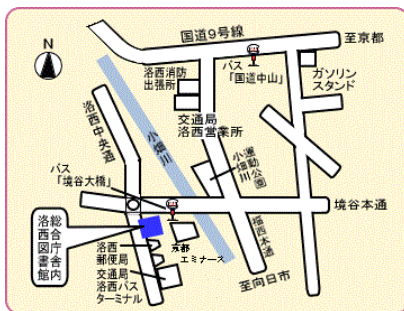 N
国道9号線
至京都
バス
「国道中山」
洛西消防
出張所
ガソリン
スタンド
交通局
洛西営業所
洛西中央通
小畑川
小畑川
運動公園
バス
「境谷大橋」
境谷本通
福西本通
洛西
総合庁舎内
図書館
洛西
郵便局
京都
エミナース
交通局
洛西バス
ターミナル
至向日市